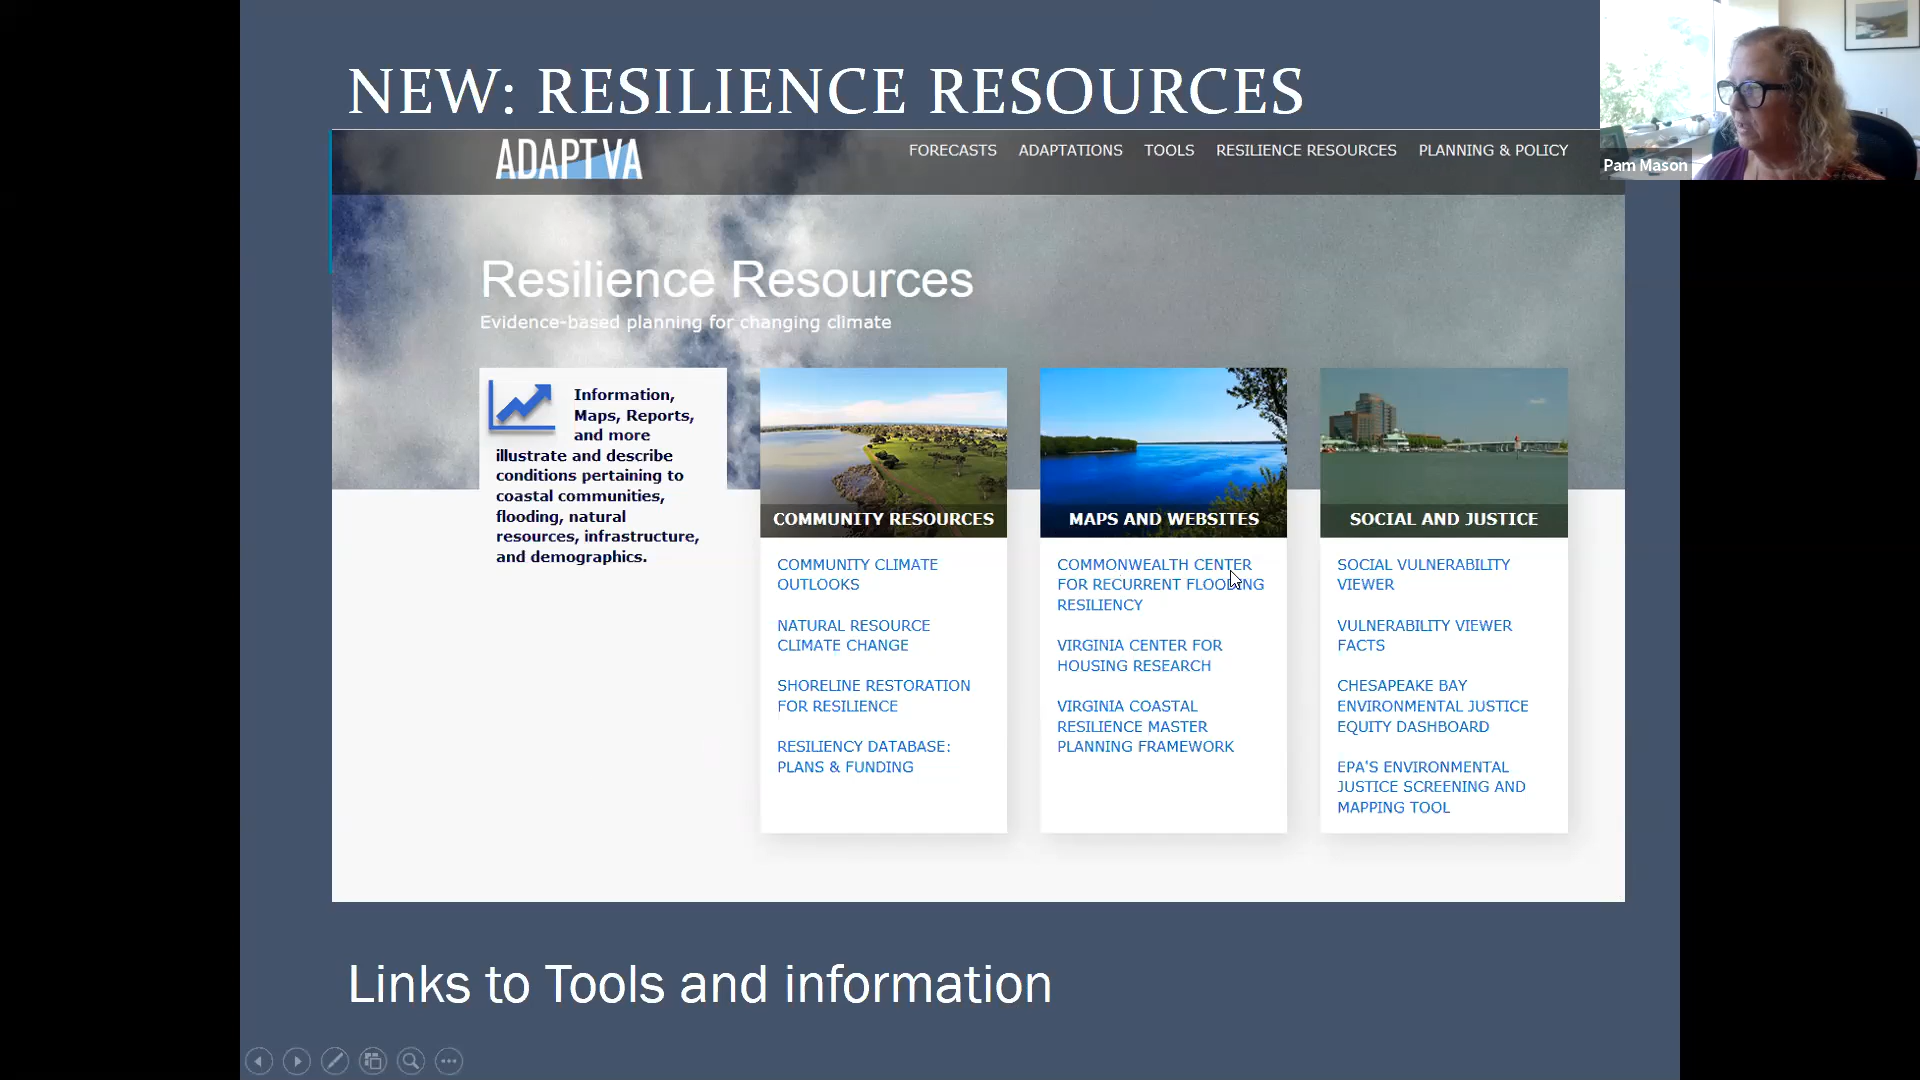 NEW: RESILIENCE RESOURCES
ADAPT VA
FORECASTS ADAPTATIONS TOOLS RESILIENCE RESOURCES PLANNING & POLICY
Pam Mason
Resilience Resources
Evidence-based planning for changing climate
Information,
Maps, Reports,
and more
illustrate and describe
conditions pertaining to
coastal communities,
flooding, natural
resources, infrastructure,
and demographics.
COMMUNITY RESOURCES
COMMUNITY CLIMATE
OUTLOOKS
NATURAL RESOURCE
CLIMATE CHANGE
SHORELINE RESTORATION
FOR RESILIENCE
RESILIENCY DATABASE:
PLANS & FUNDING
MAPS AND WEBSITES
COMMONWEALTH CENTER
FOR RECURRENT FLOODING
RESILIENCY
VIRGINIA CENTER FOR
HOUSING RESEARCH
VIRGINIA COASTAL
RESILIENCE MASTER
PLANNING FRAMEWORK
SOCIAL AND JUSTICE
SOCIAL VULNERABILITY
VIEWER
VULNERABILITY VIEWER
FACTS
CHESAPEAKE BAY
ENVIRONMENTAL JUSTICE
EQUITY DASHBOARD
EPA'S ENVIRONMENTAL
JUSTICE SCREENING AND
MAPPING TOOL
Links to Tools and information